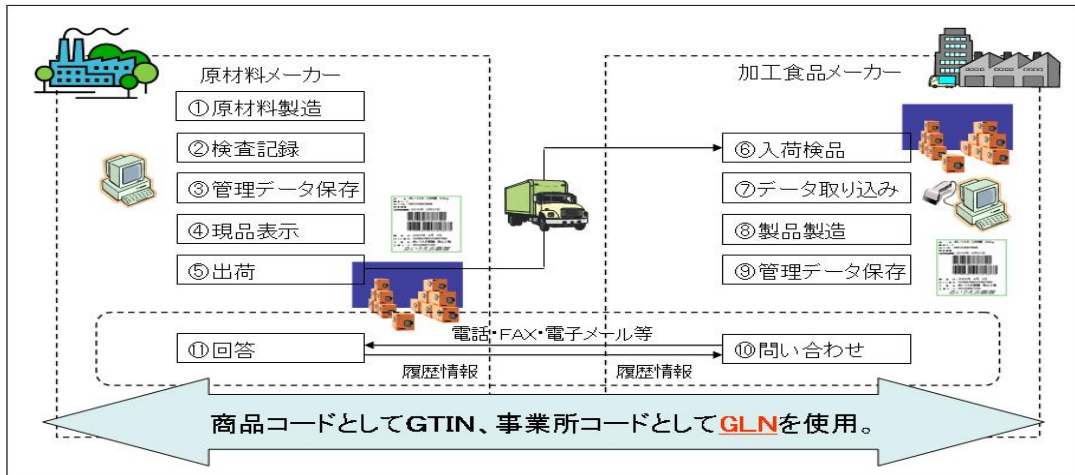 原材料メーカー
①原材料製造
②検査記録
③管理データ保存
④現品表示
⑤出荷
加工食品メーカー
⑥入荷検品
⑦データ取り込み
⑧製品製造
⑨管理データ保存
電話・FAX・電子メール等
⑪回答
⑩問い合わせ
履歴情報
履歴情報
商品コードとしてGTIN、事業所コードとしてGLNを使用。